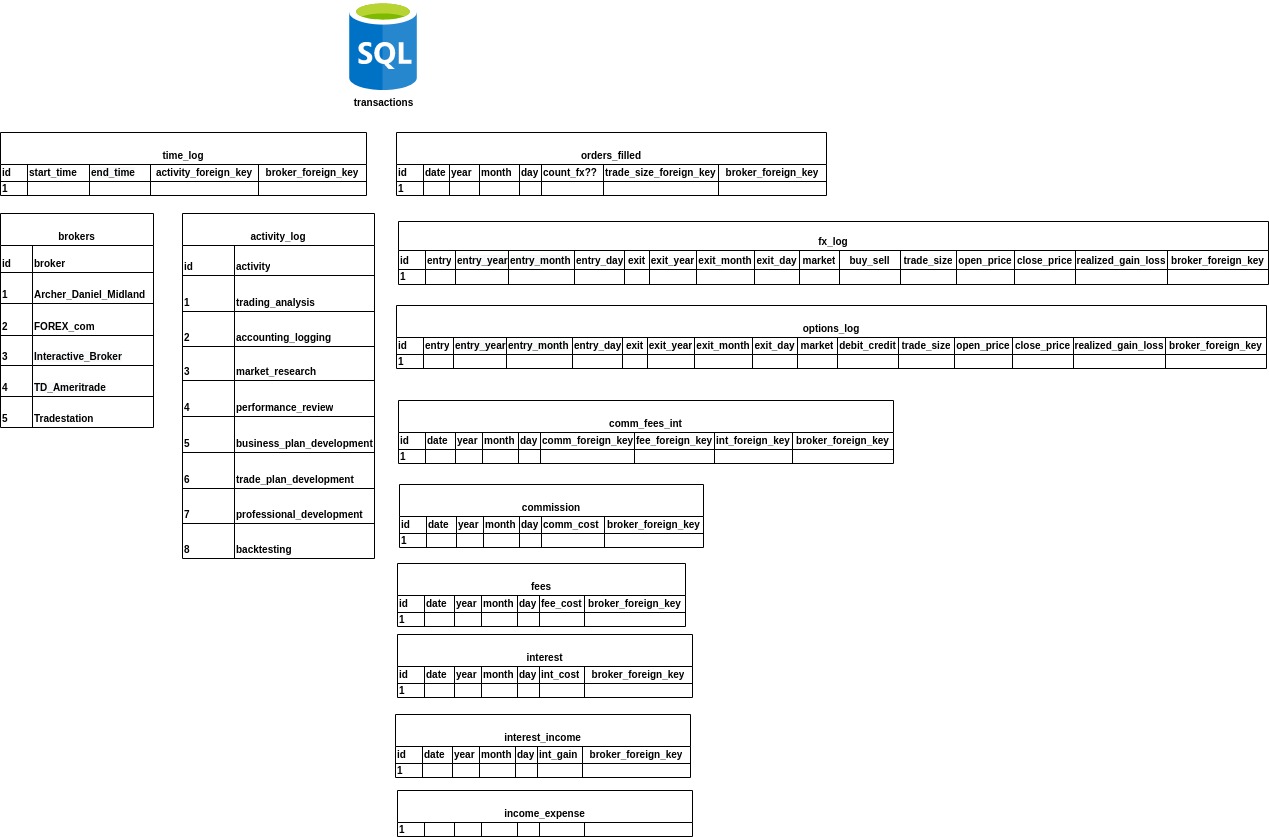 SQL
transactions
time_log
id start_time end_time activity_foreign_key broker_foreign_key
1
brokers
id broker
1 Archer_Daniel_Midland
2 FOREX_com
3 Interactive_Broker
4 TD_Ameritrade
5 Tradestation
activity_log
id activity
1 trading_analysis
2 accounting_logging
3 market_research
4 performance_review
5 business_plan_development
6 trade_plan_development
7 professional_development
8 backtesting
orders_filled
id date year month day count_fx?? trade_size_foreign_key broker_foreign_key
1
fx_log
id entry entry_year entry_month entry_day exit exit_year exit_month exit_day market buy_sell trade_size open_price close_price realized_gain_loss broker_foreign_key
1
options_log
id entry entry_year entry_month entry_day exit exit_year exit_month exit_day market debit_credit trade_size open_price close_price realized_gain_loss broker_foreign_key
1
comm_fees_int
id date year month day comm_foreign_key fee_foreign_key int_foreign_key broker_foreign_key
1
commission
id date year month day comm_cost broker_foreign_key
1
fees
id date year month day fee_cost broker_foreign_key
1
interest
id date year month day int_cost broker_foreign_key
1
interest_income
id date year month day int_gain broker_foreign_key
1
income_expense
1